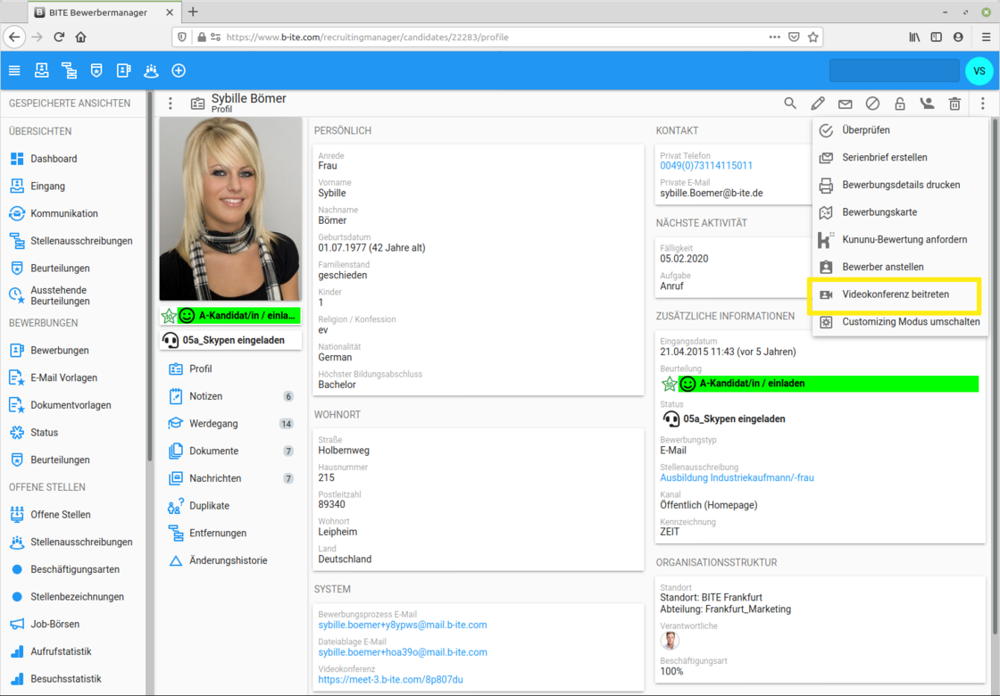 BITE Bewerbermanager
https://www.b-ite.com/recruitingmanager/candidates/22283/profile
VS
GESPEICHERTE ANSICHTEN
ÜBERSICHTEN
Dashboard
Eingang
Kommunikation
Stellenausschreibungen
Beurteilungen
Ausstehende
Beurteilungen
BEWERBUNGEN
Bewerbungen
E-Mail Vorlagen
Dokumentvorlagen
Status
Beurteilungen
OFFENE STELLEN
Offene Stellen
Stellenausschreibungen
Beschäftigungsarten
Stellenbezeichnungen
Job-Börsen
Aufrufstatistik
Besuchsstatistik
Sybille Bömer
Profil
10 A-Kandidat/in / einla...
05a_Skypen eingeladen
Profil
Notizen 6
Werdegang 14
Dokumente 7
Nachrichten 7
Duplikate
Entfernungen
Änderungshistorie
PERSÖNLICH
Anrede
Frau
Vorname
Sybille
Nachname
Bömer
Geburtsdatum
01.07.1977 (42 Jahre alt)
Familienstand
geschieden
Kinder
1
Religion / Konfession
ev
Nationalität
German
Höchster Bildungsabschluss
Bachelor
WOHNORT
Straße
Holbernweg
Hausnummer
215
Postleitzahl
89340
Wohnort
Leipheim
Land
Deutschland
SYSTEM
Bewerbungsprozess E-Mail
sybille.boemer+y8ypws@mail.b-ite.com
Dateiablage E-Mail
sybille.boemer+hoa39o@mail.b-ite.com
Videokonferenz
https://meet-3.b-ite.com/8p807du
KONTAKT
Privat Telefon
0049(0)73114115011
Private E-Mail
sybille.Boemer@b-ite.de
NÄCHSTE AKTIVITÄT
Fälligkeit
05.02.2020
Aufgabe
Anruf
ZUSÄTZLICHE INFORMATIONEN
Eingangsdatum
21.04.2015 11:43 (vor 5 Jahren)
Beurteilung
10 A-Kandidat/in / einladen
Status
05a_Skypen eingeladen
Bewerbungstyp
E-Mail
Stellenausschreibung
Ausbildung Industriekaufmann/-frau
Kanal
Öffentlich (Homepage)
Kennzeichnung
ZEIT
ORGANISATIONSSTRUKTUR
Standort
Standort: BITE Frankfurt
Abteilung: Frankfurt_Marketing
Verantwortliche
Beschäftigungsart
100%
Überprüfen
Serienbrief erstellen
Bewerbungsdetails drucken
Bewerbungskarte
Kununu-Bewertung anfordern
Bewerber anstellen
Videokonferenz beitreten
Customizing Modus umschalten